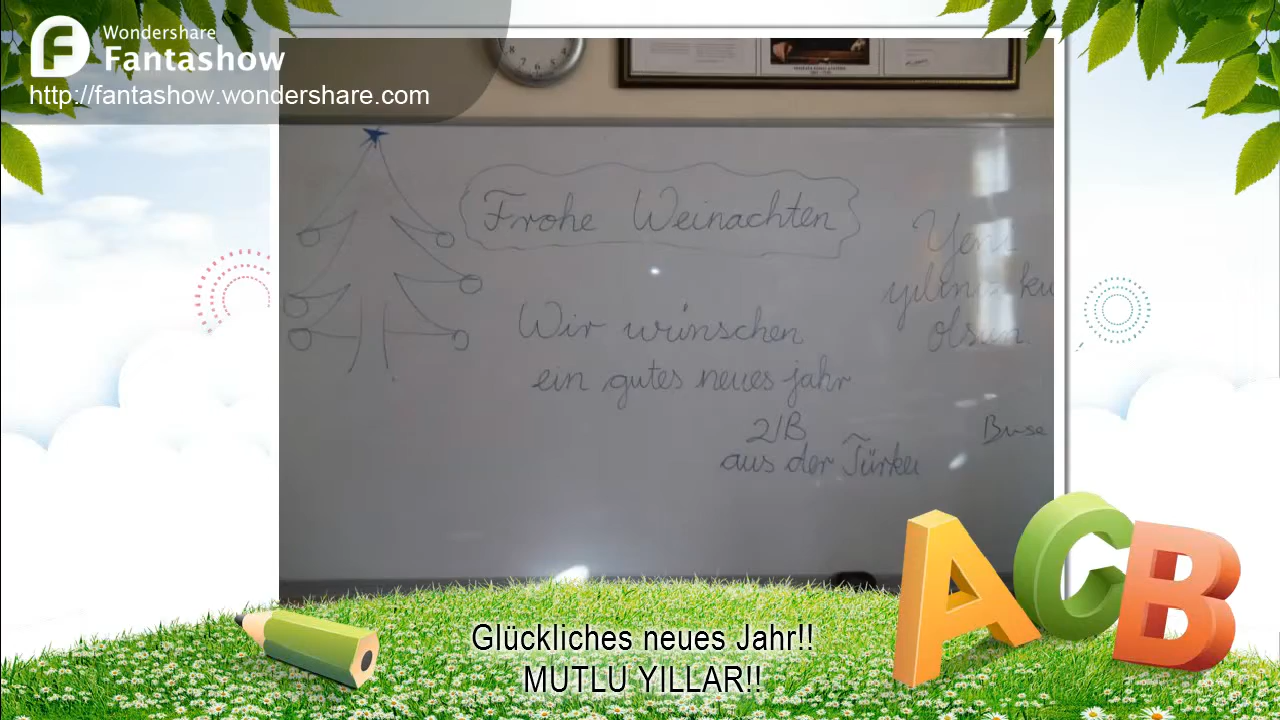 Wondershare
Fantashow
http://fantashow.wondershare.com
Frohe Weinachten
Wir wünschen
ein gutes neues jahr
2/B
aus der Türkei
Yeni
olsun
Buse
A C B
Glückliches neues Jahr!!
MUTLU YILLAR!!